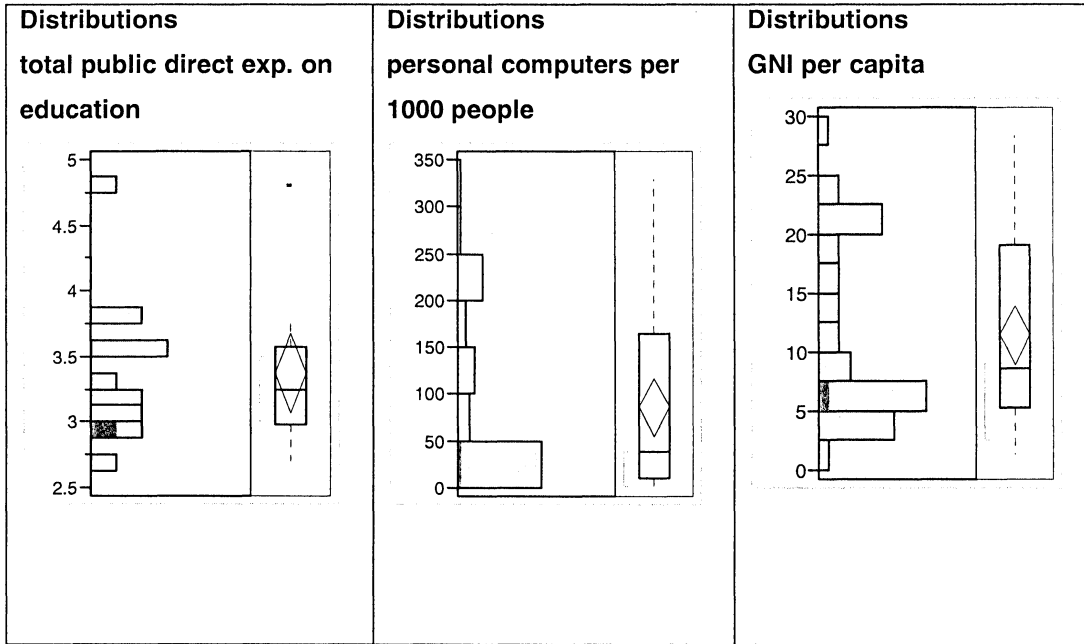 Distributions
total public direct exp. on
education
5
4.5
4
3.5
3
2.5
Distributions
personal computers per
1000 people
350
300
250
200
150
100
50
0
Distributions
GNI per capita
30
25
20
15
10
5
0